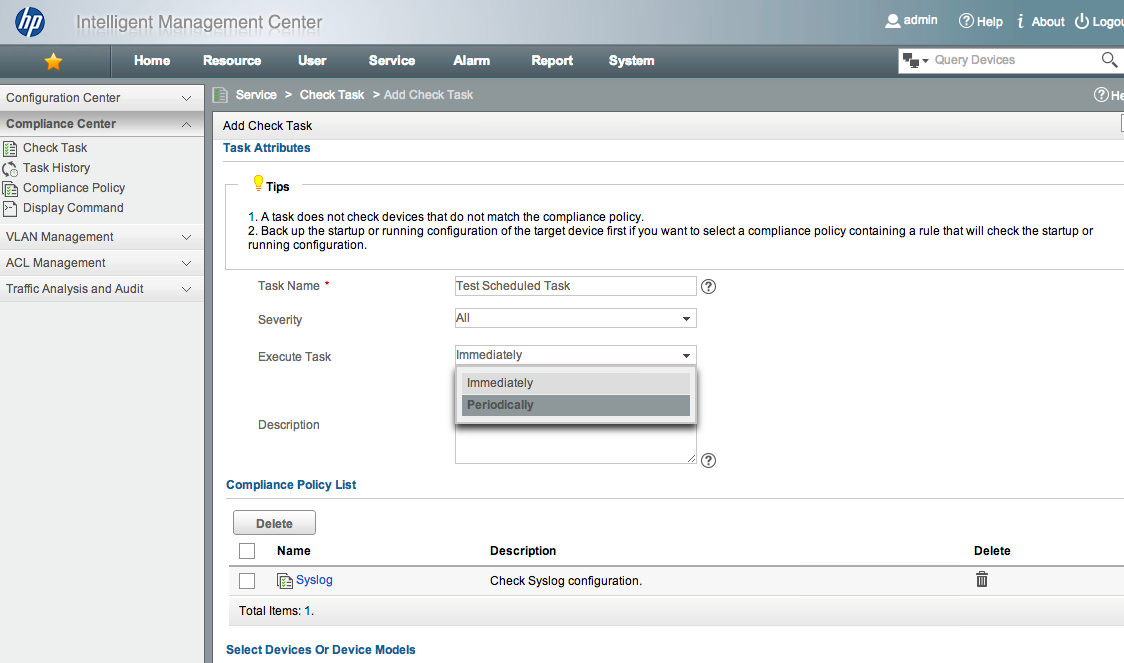 hp Intelligent Management Center admin Help i About Logou
Home Resource User Service Alarm Report System Query Devices
Configuration Center
Compliance Center
Check Task
Task History
Compliance Policy
Display Command
VLAN Management
ACL Management
Traffic Analysis and Audit
Service > Check Task > Add Check Task He
Add Check Task
Task Attributes
Tips
1. A task does not check devices that do not match the compliance policy.
2. Back up the startup or running configuration of the target device first if you want to select a compliance policy containing a rule that will check the startup or
running configuration.
Task Name * Test Scheduled Task
Severity All
Execute Task Immediately
Immediately
Periodically
Description
Compliance Policy List
Delete
Name Description Delete
Syslog Check Syslog configuration.
Total Items: 1.
Select Devices Or Device Models